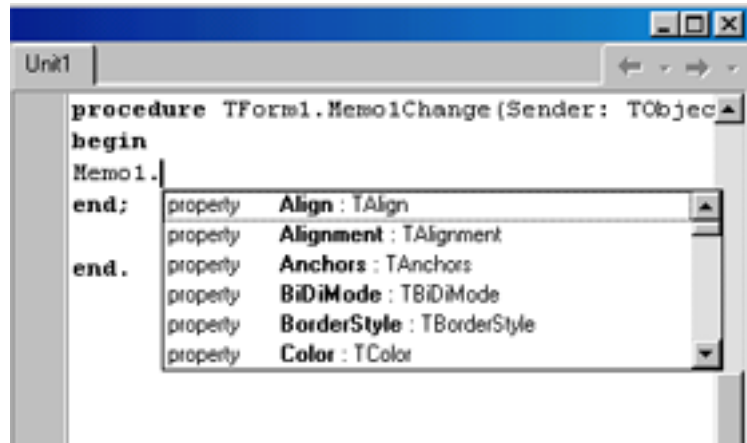 Unit1
procedure TForm1.Memo1Change(Sender: TObjec
begin
Memo1.
end;
property Align : TAlign
property Alignment : TAlignment
end.
property Anchors : TAnchors
property BiDiMode : TBiDiMode
property BorderStyle : TBorderStyle
property Color : TColor